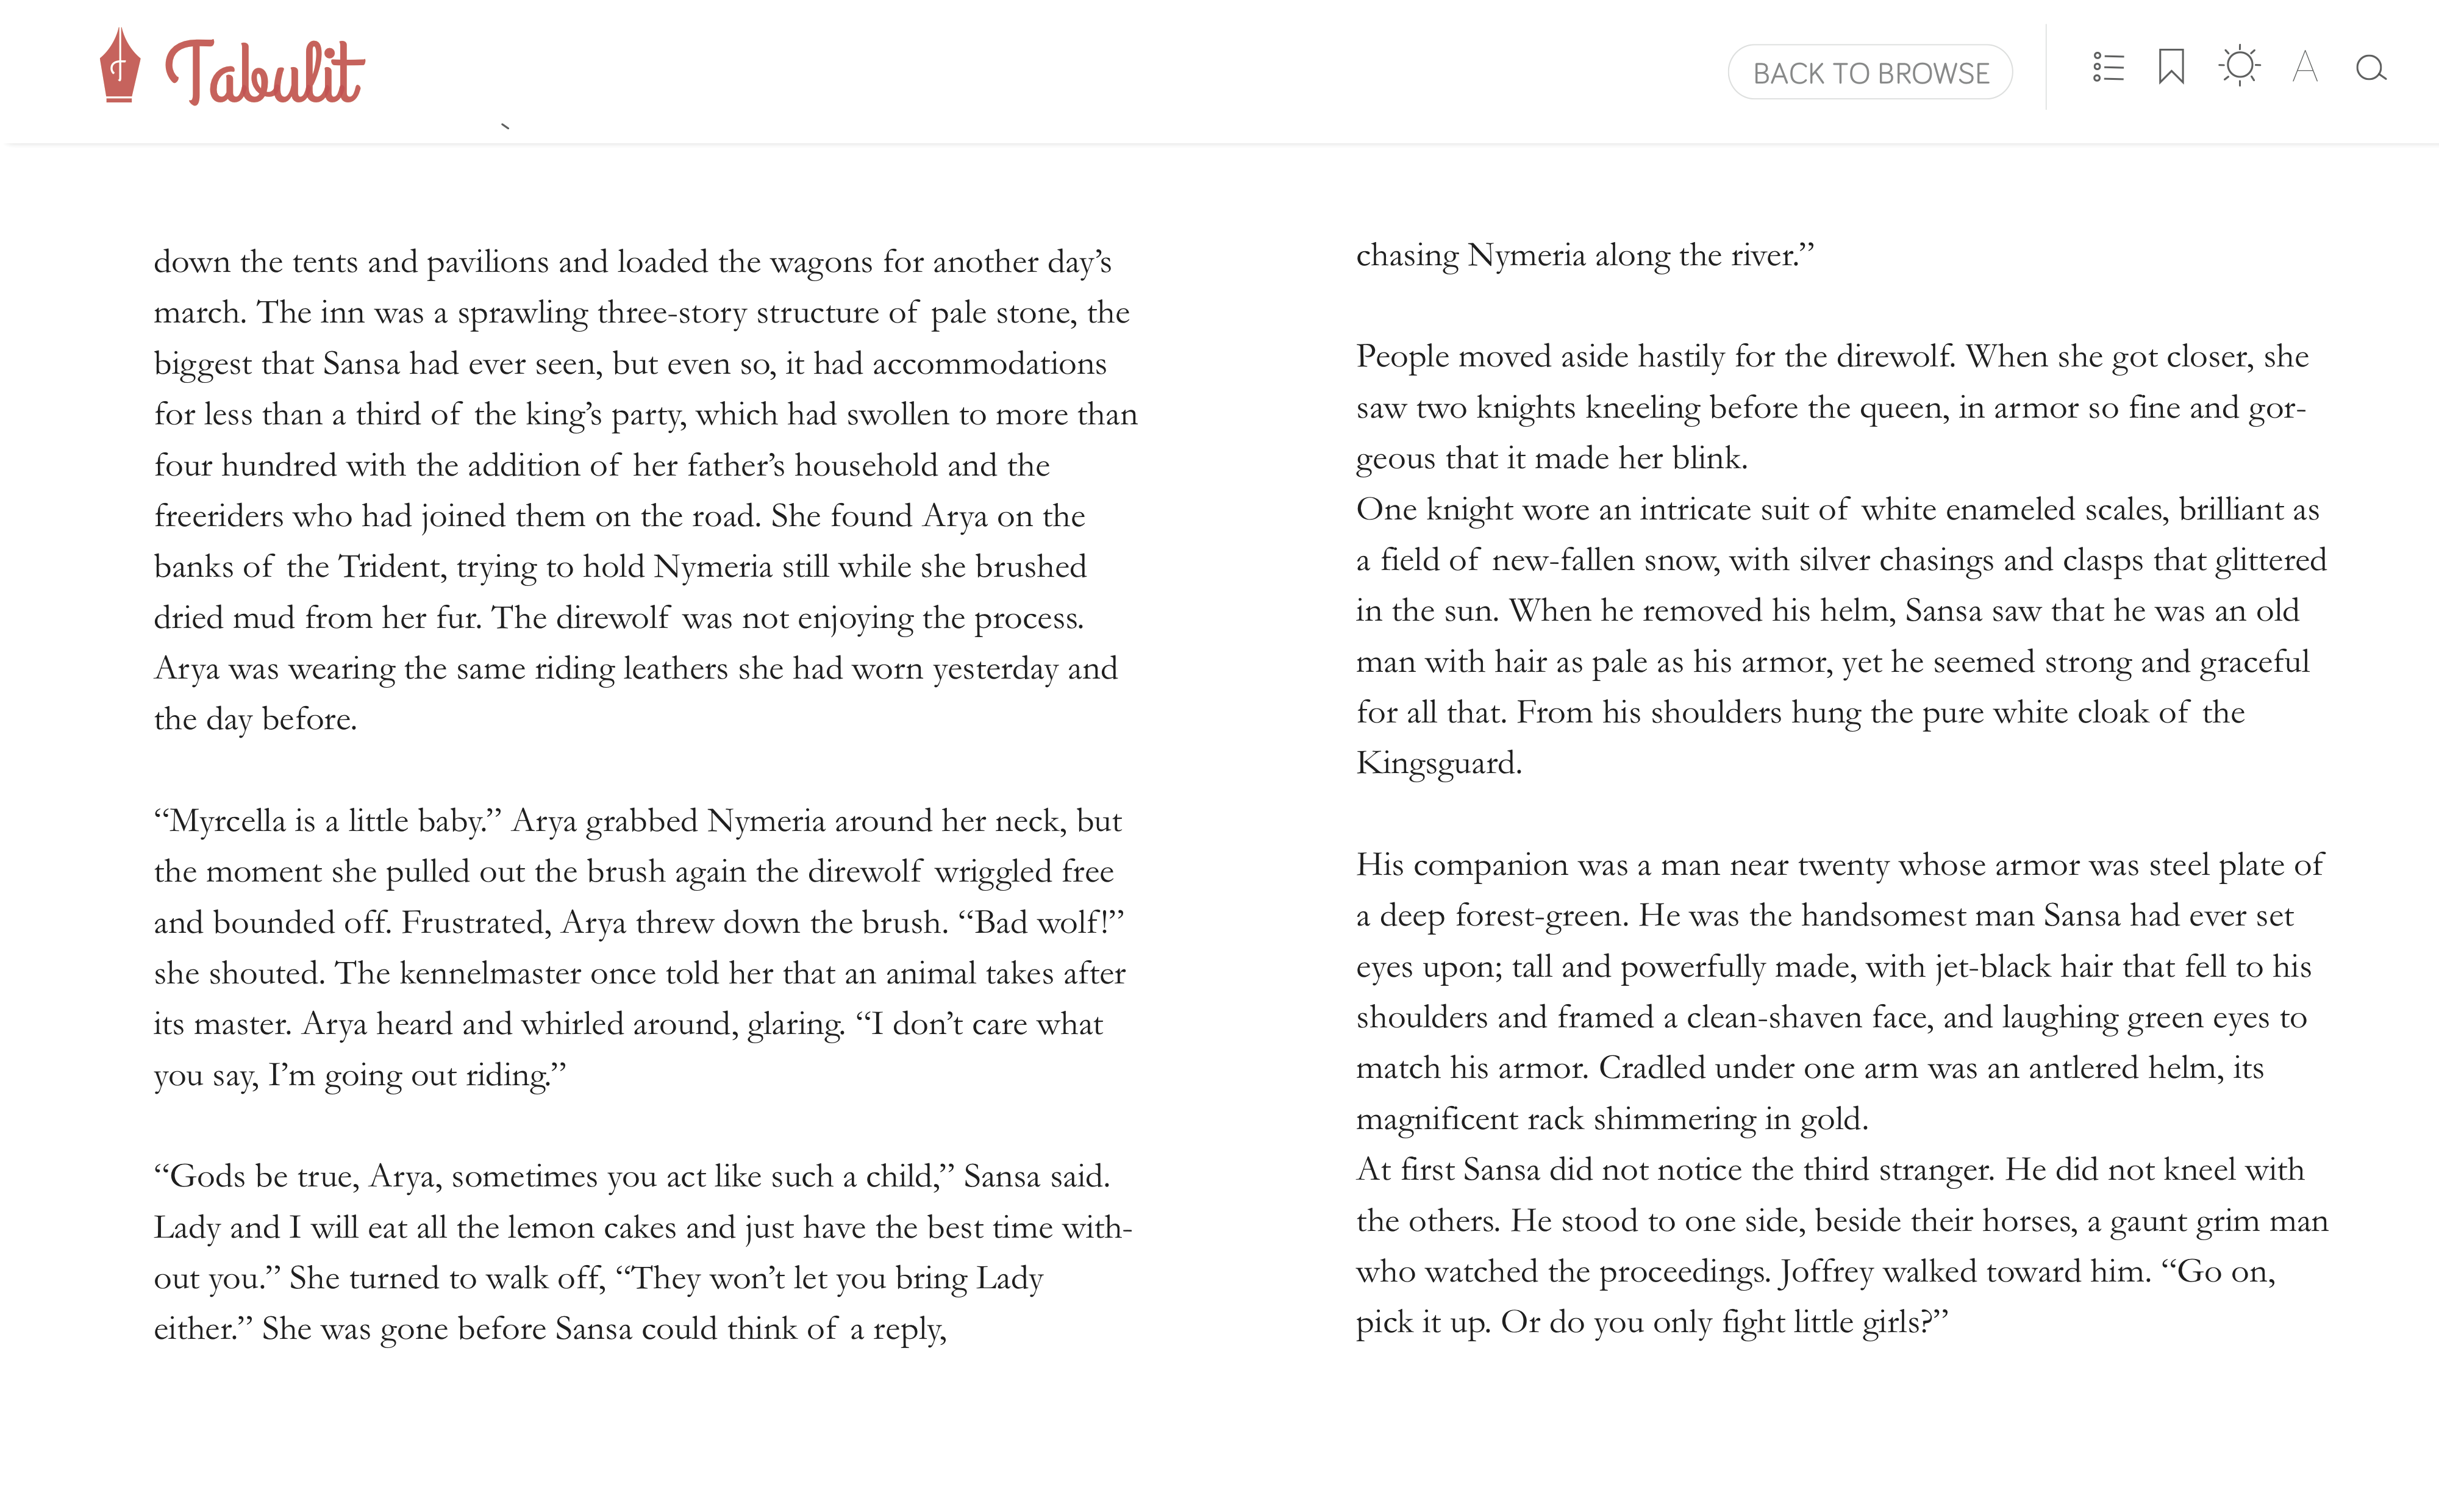 Tabulit
BACK TO BROWSE
A
down the tents and pavilions and loaded the wagons for another day’s
march. The inn was a sprawling three-story structure of pale stone, the
biggest that Sansa had ever seen, but even so, it had accommodations
for less than a third of the king’s party, which had swollen to more than
four hundred with the addition of her father’s household and the
freeriders who had joined them on the road. She found Arya on the
banks of the Trident, trying to hold Nymeria still while she brushed
dried mud from her fur. The direwolf was not enjoying the process.
Arya was wearing the same riding leathers she had worn yesterday and
the day before.
“Myrcella is a little baby.” Arya grabbed Nymeria around her neck, but
the moment she pulled out the brush again the direwolf wriggled free
and bounded off. Frustrated, Arya threw down the brush. “Bad wolf!”
she shouted. The kennelmaster once told her that an animal takes after
its master. Arya heard and whirled around, glaring. “I don’t care what
you say, I’m going out riding.”
“Gods be true, Arya, sometimes you act like such a child,” Sansa said.
Lady and I will eat all the lemon cakes and just have the best time with-
out you.” She turned to walk off, “They won’t let you bring Lady
either.” She was gone before Sansa could think of a reply,
chasing Nymeria along the river.”
People moved aside hastily for the direwolf. When she got closer, she
saw two knights kneeling before the queen, in armor so fine and gor-
geous that it made her blink.
One knight wore an intricate suit of white enameled scales, brilliant as
a field of new-fallen snow, with silver chasings and clasps that glittered
in the sun. When he removed his helm, Sansa saw that he was an old
man with hair as pale as his armor, yet he seemed strong and graceful
for all that. From his shoulders hung the pure white cloak of the
Kingsguard.
His companion was a man near twenty whose armor was steel plate of
a deep forest-green. He was the handsomest man Sansa had ever set
eyes upon; tall and powerfully made, with jet-black hair that fell to his
shoulders and framed a clean-shaven face, and laughing green eyes to
match his armor. Cradled under one arm was an antlered helm, its
magnificent rack shimmering in gold.
At first Sansa did not notice the third stranger. He did not kneel with
the others. He stood to one side, beside their horses, a gaunt grim man
who watched the proceedings. Joffrey walked toward him. “Go on,
pick it up. Or do you only fight little girls?”